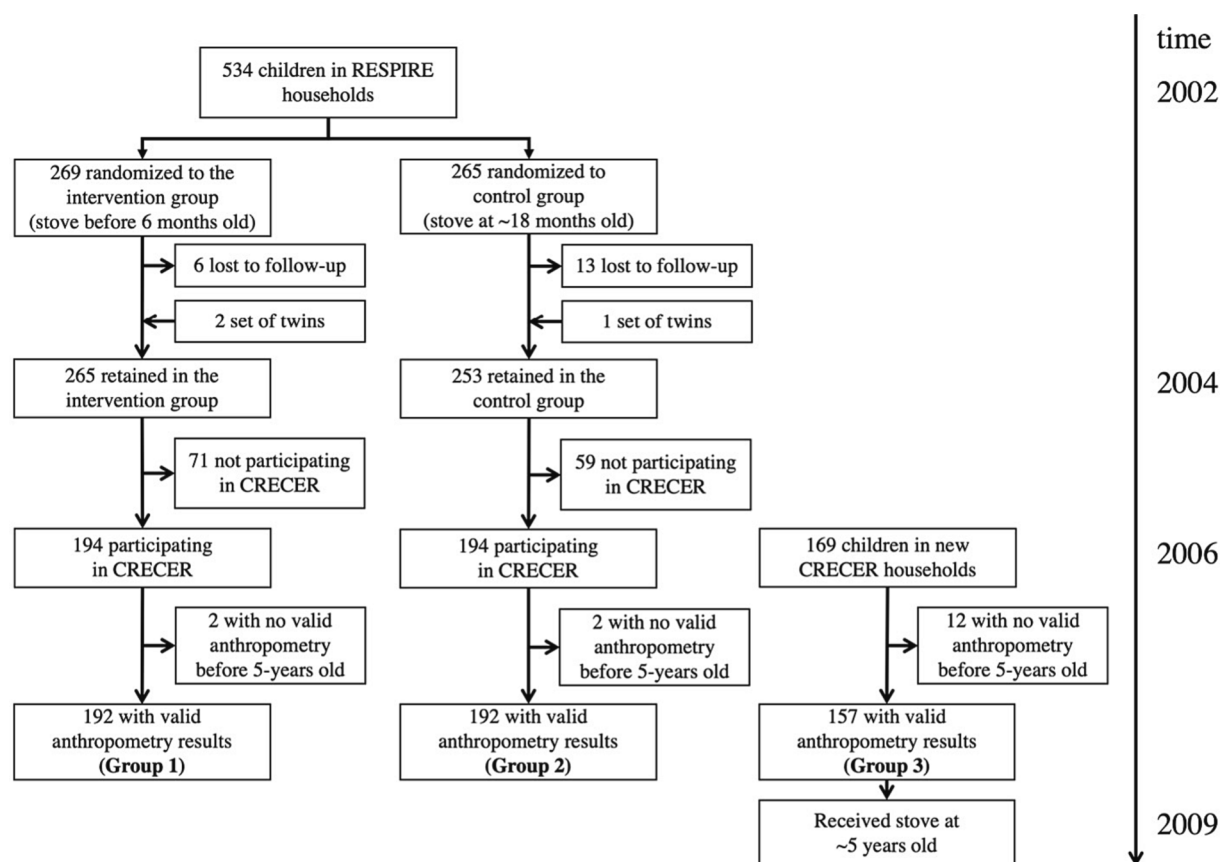 time
534 children in RESPIRE
households
2002
269 randomized to the
intervention group
(stove before 6 months old)
265 randomized to
control group
(stove at ~18 months old)
6 lost to follow-up
13 lost to follow-up
2 set of twins
1 set of twins
265 retained in the
intervention group
253 retained in the
control group
2004
71 not participating
in CRECER
59 not participating
in CRECER
194 participating
in CRECER
194 participating
in CRECER
169 children in new
CRECER households
2006
2 with no valid
anthropometry
before 5-years old
2 with no valid
anthropometry
before 5-years old
12 with no valid
anthropometry
before 5-years old
192 with valid
anthropometry results
(Group 1)
192 with valid
anthropometry results
(Group 2)
157 with valid
anthropometry results
(Group 3)
Received stove at
~5 years old
2009